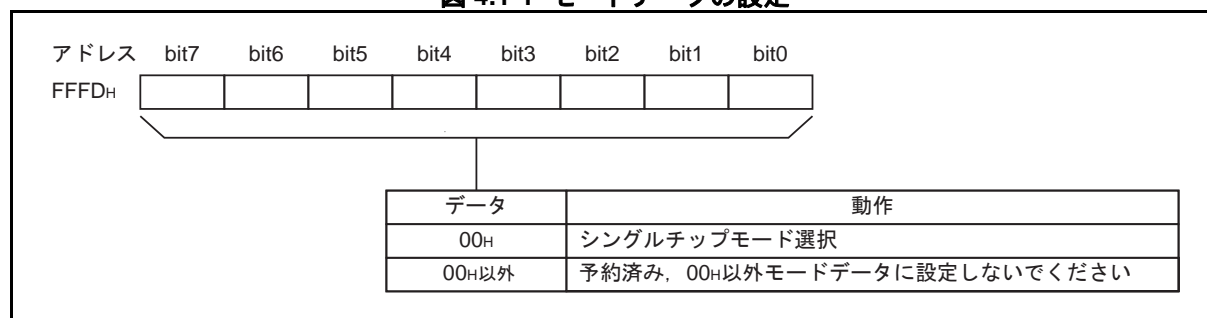 アドレス bit7 bit6 bit5 bit4 bit3 bit2 bit1 bit0
FFFDH
データ 動作
00H シングルチップモード選択
00H以外 予約済み，00H以外モードデータに設定しないでください